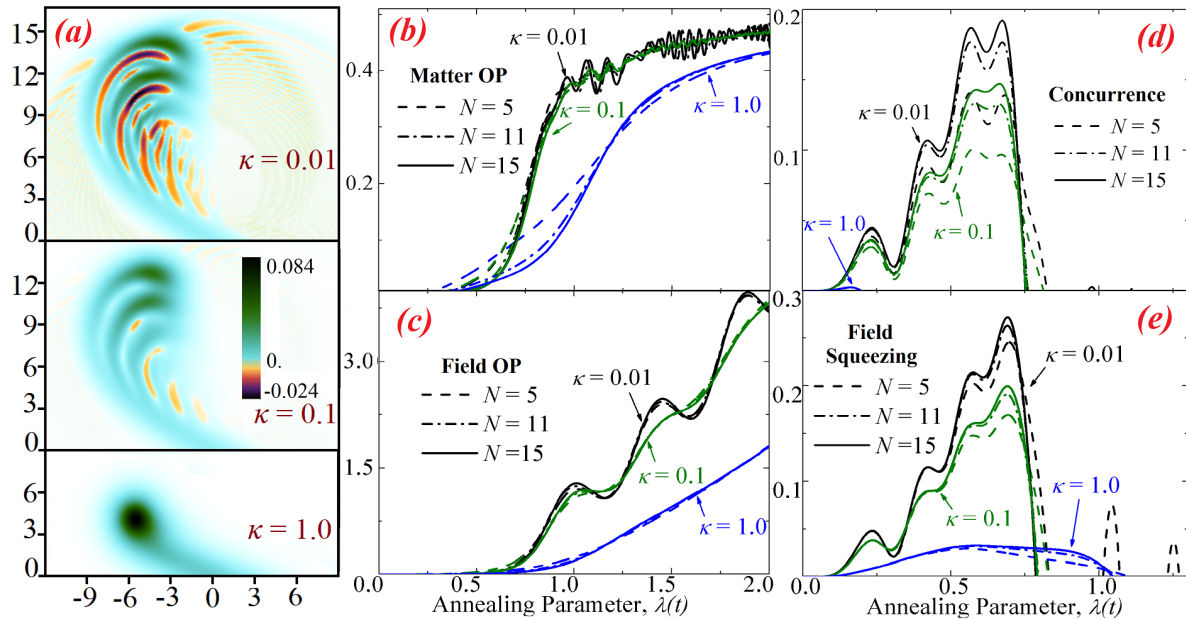 (a)
15
12
9
6
3
0
κ = 0.01
15
12
9
6
3
0
0.084
0.
-0.024
κ = 0.1
6
3
0
κ = 1.0
-9 -6 -3 0 3 6
(b)
0.4
0.2
κ = 0.01
Matter OP
N = 5
N = 11
N =15
κ = 0.1
κ = 1.0
(c)
3.0
1.5
0.0 0.5 1.0 1.5 2.0
Field OP
N = 5
N = 11
N =15
κ = 0.01
κ = 0.1
κ = 1.0
Annealing Parameter, λ(t)
(d)
0.2
0.1
κ = 0.01
Concurrence
N = 5
N = 11
N =15
κ = 0.1
κ = 1.0
(e)
0.3
0.2
0.1
0.0 0.5 1.0
Field
Squeezing
N = 5
N = 11
N =15
κ = 0.01
κ = 0.1
κ = 1.0
Annealing Parameter, λ(t)